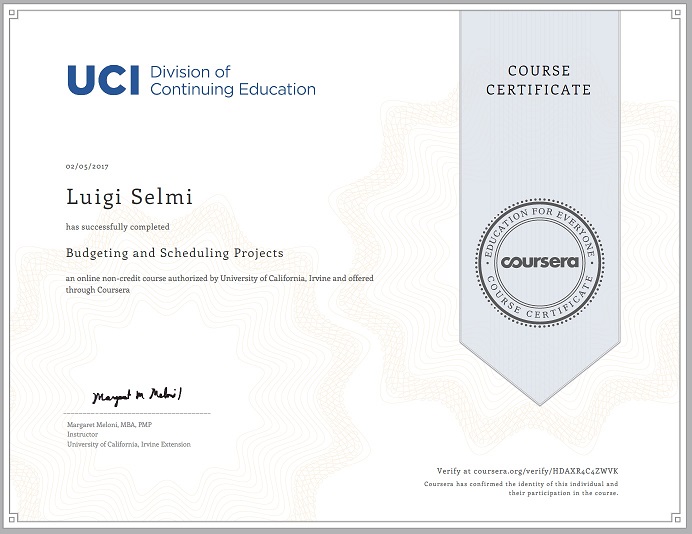 UCI Division of
Continuing Education
COURSE
CERTIFICATE
02/05/2017
Luigi Selmi
has successfully completed
Budgeting and Scheduling Projects
an online non-credit course authorized by University of California, Irvine and offered
through Coursera
EDUCATION FOR EVERYONE
coursera
COURSE CERTIFICATE
Margaret M Meloni
Margaret Meloni, MBA, PMP
Instructor
University of California, Irvine Extension
Verify at coursera.org/verify/HDAXR4C4ZWVK
Coursera has confirmed the identity of this individual and
their participation in the course.